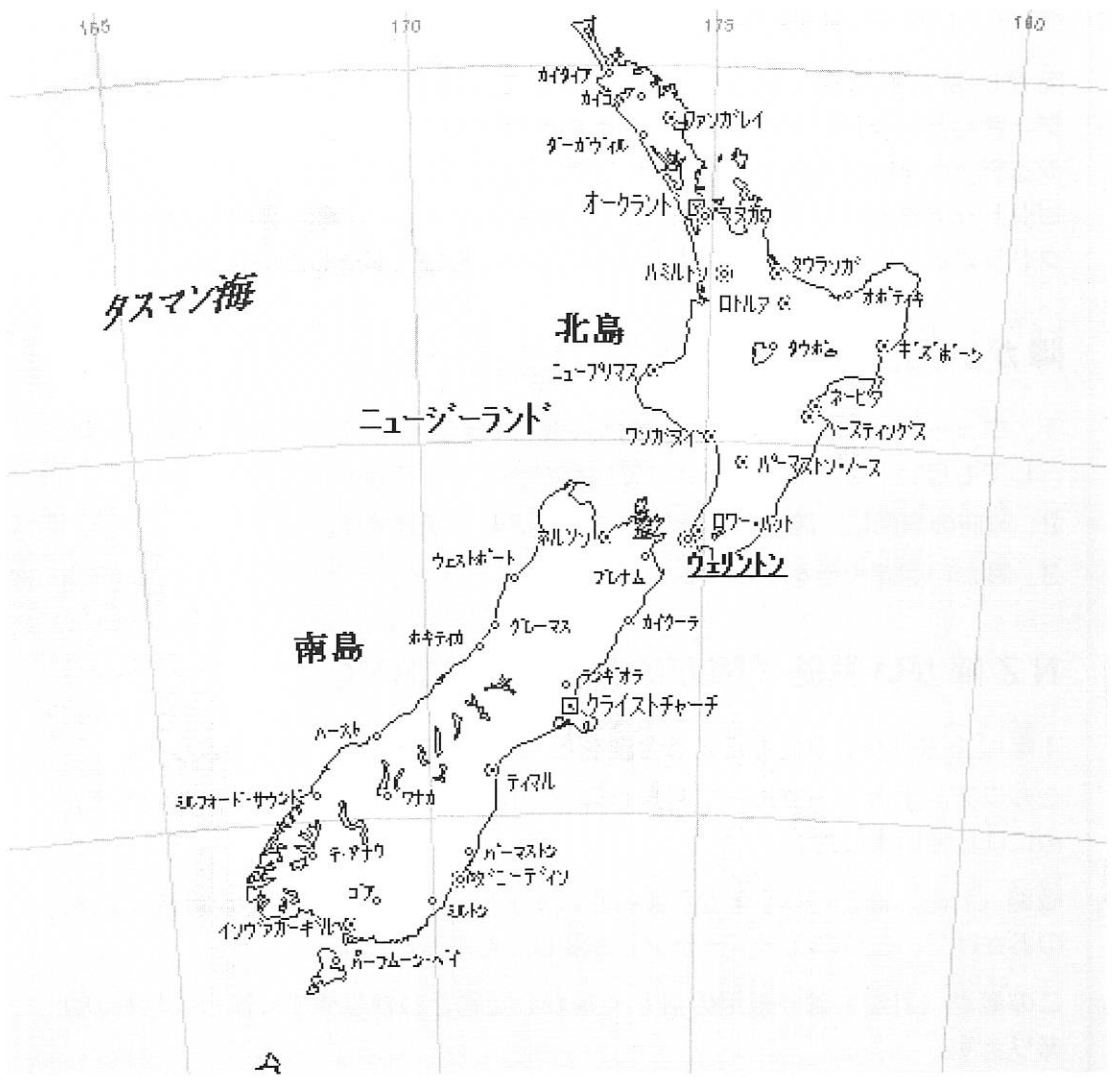 165 170 175 180
カイタイア
カイコ
ファンガレイ
ダーガヴィル
オークラント
マヌカウ
ハミルトン
タウランガ
ロトルア
オポティキ
タスマン海
北島
タウポ
ギズボーン
ニュープリマス
ネーピア
ニュージーランド
ハースティングス
ワンガヌイ
パーマストン・ノース
ネルソン
ロワー・ハット
ウェリントン
ウェストポート
ブレナム
グレーマス
カイクーラ
ホキティカ
南島
ランギオラ
クライストチャーチ
ハースト
ティマル
ミルフォード・サウンド
ワナカ
テ・アナウ
パーマストン
ダニーディン
ゴア
ミルトン
インヴァカーギル
ハーフムーン・ベイ